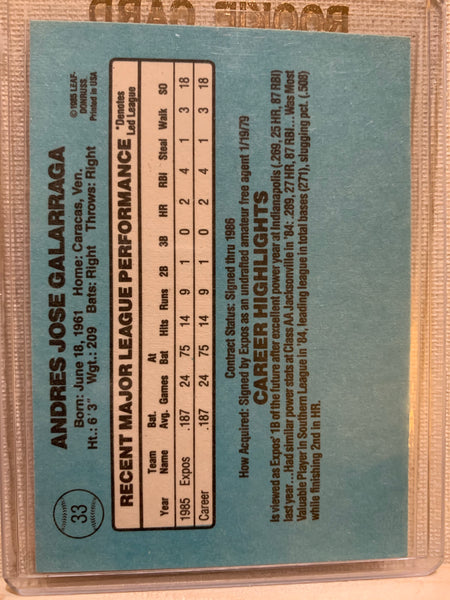 ROOKIE CARD
33
ANDRES JOSE GALARRAGA
Born: June 18, 1961 Home: Caracas, Ven.
Ht.: 6'3" Wgt.: 209 Bats: Right Throws: Right
© 1985 LEAF-
DONRUSS
Printed in USA
RECENT MAJOR LEAGUE PERFORMANCE
*Denotes
Led League
Year Team Name Bat. Avg. Games At Bat Hits Runs 2B 3B HR RBI Steal Walk SO
1985 Expos .187 24 75 14 9 1 0 2 4 1 3 18
Career .187 24 75 14 9 1 0 2 4 1 3 18
Contract Status: Signed thru 1986
How Acquired: Signed by Expos as an undrafted amateur free agent 1/19/79
CAREER HIGHLIGHTS
Is viewed as Expos' 1B of the future after excellent power year at Indianapolis (.269, 25 HR, 87 RBI)
last year...Had similar power stats at Class AA Jacksonville in '84: .289, 27 HR, 87 RBI...Was Most
Valuable Player in Southern League in '84, leading league in total bases (271), slugging pct. (.508)
while finishing 2nd in HR.